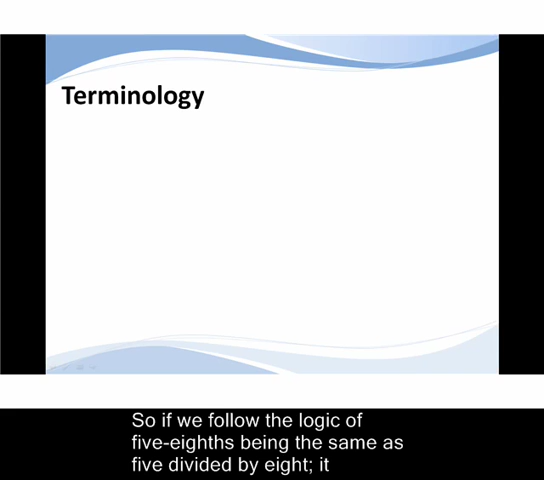 Terminology
So if we follow the logic of
five-eighths being the same as
five divided by eight; it